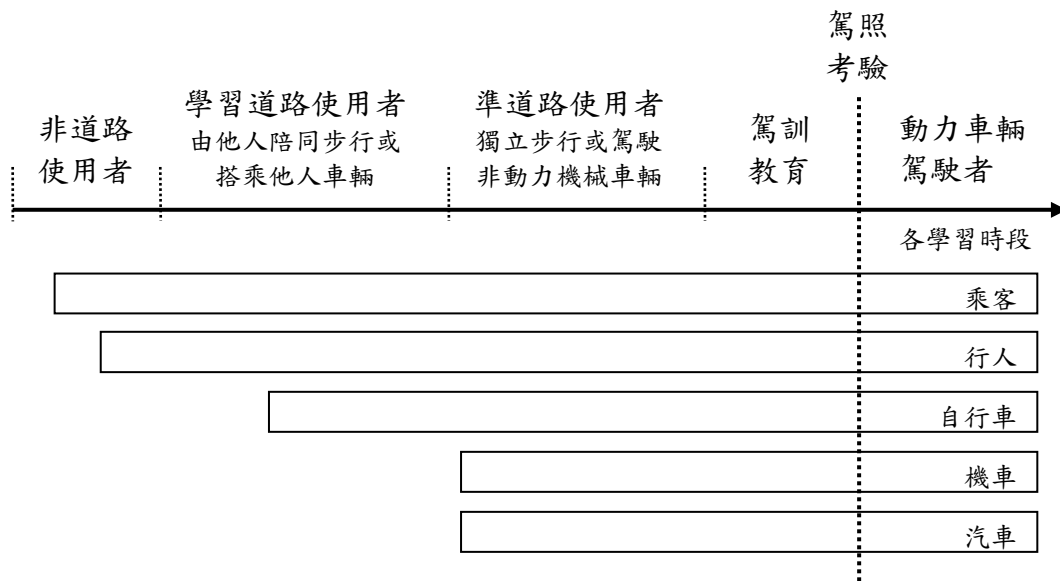 駕照
考驗
非道路
使用者
學習道路使用者
由他人陪同步行或
搭乘他人車輛
準道路使用者
獨立步行或駕駛
非動力機械車輛
駕訓
教育
動力車輛
駕駛者
各學習時段
乘客
行人
自行車
機車
汽車